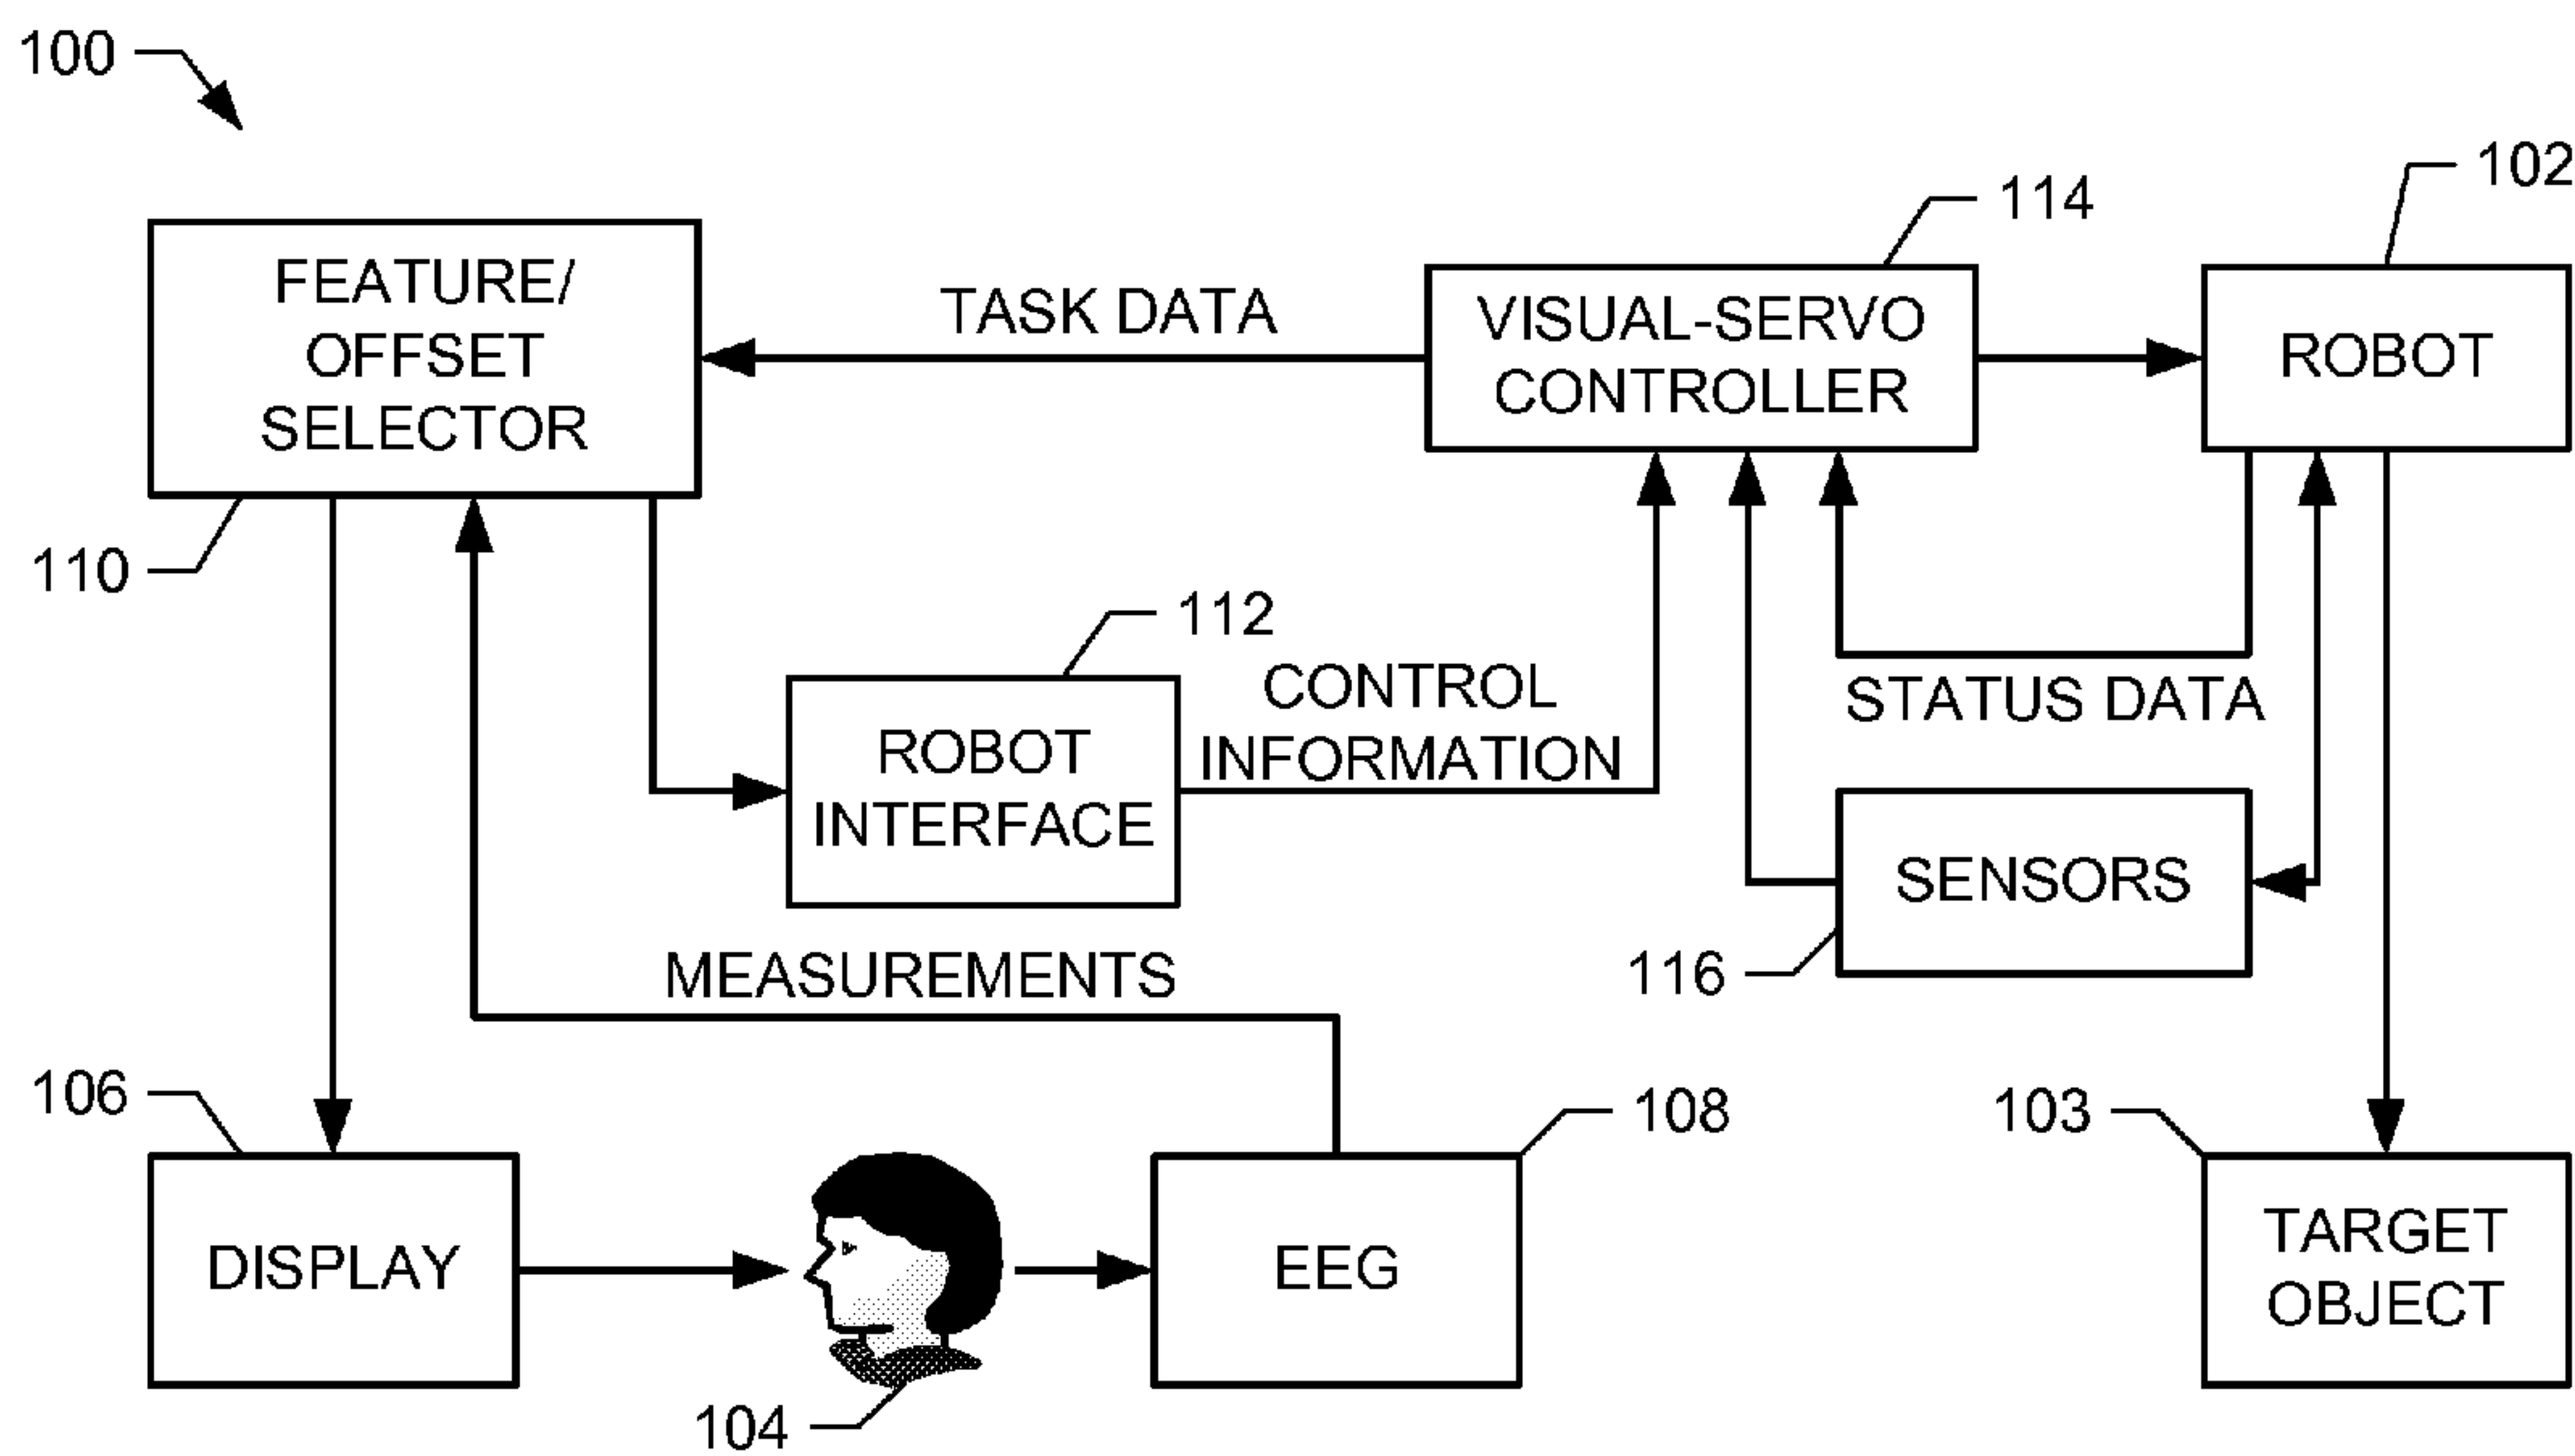 100
102
114
FEATURE/
OFFSET
SELECTOR
TASK DATA
VISUAL-SERVO
CONTROLLER
ROBOT
110
112
CONTROL
INFORMATION
STATUS DATA
ROBOT
INTERFACE
SENSORS
116
MEASUREMENTS
106
108
103
DISPLAY
EEG
TARGET
OBJECT
104